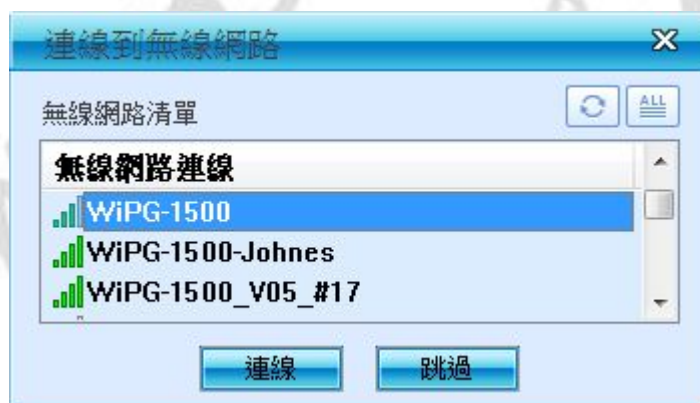 連線到無線網路
無線網路清單
ALL
無線網路連線
WiPG-1500
WiPG-1500-Johnes
WiPG-1500_V05_#17
連線
跳過